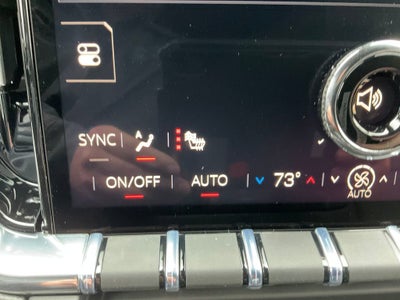 SYNC A
ON/OFF AUTO 73° AUTO